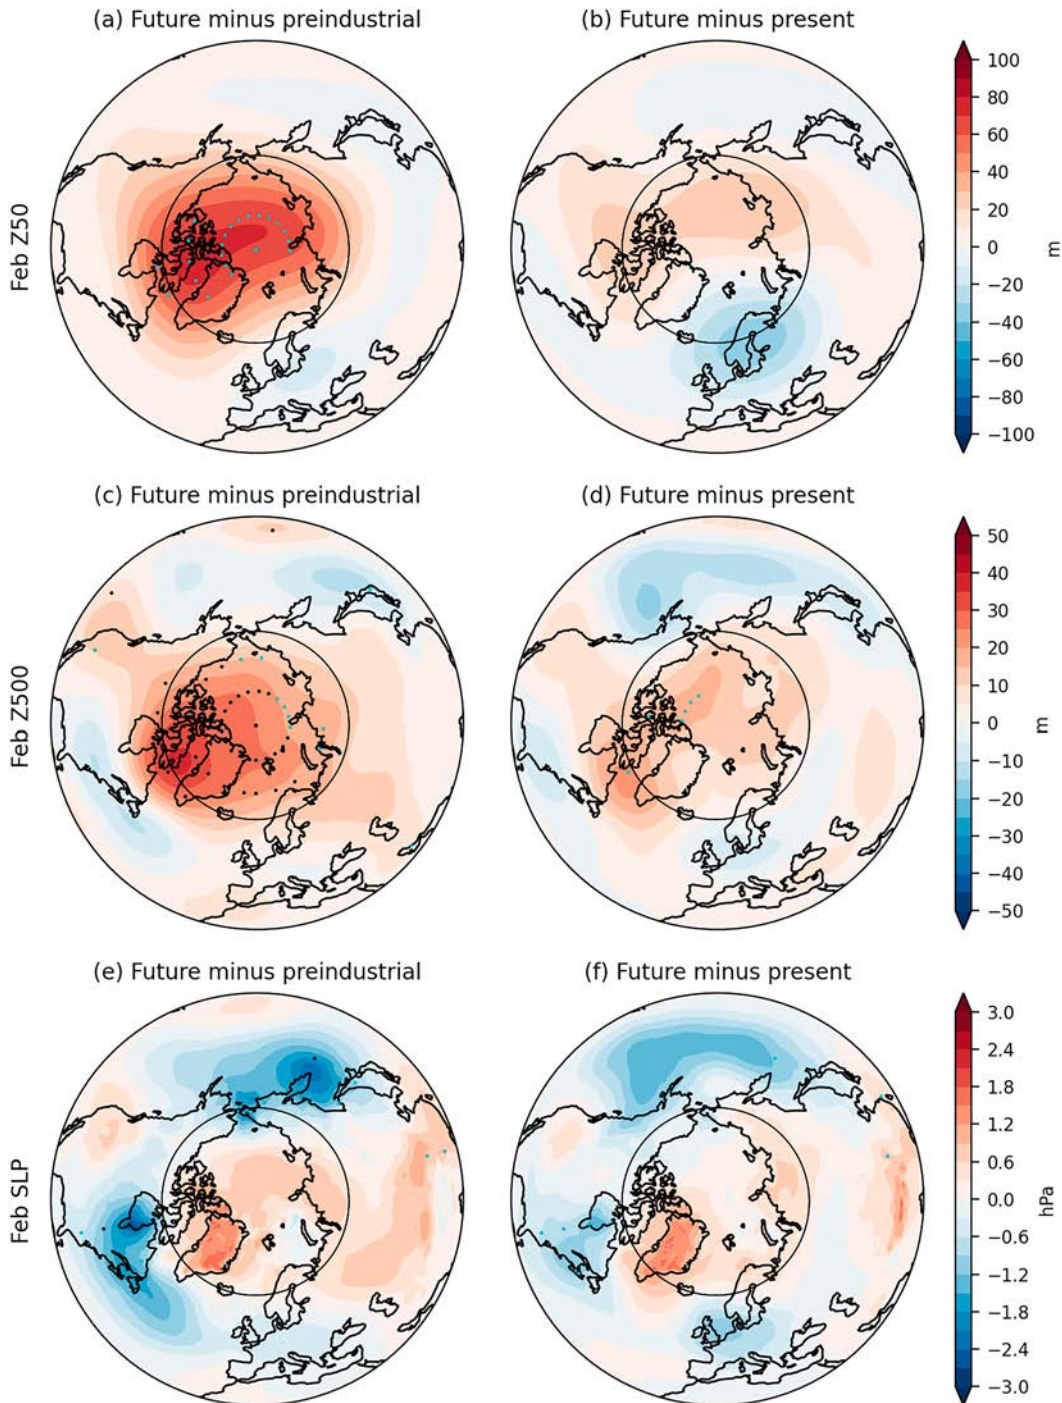 (a) Future minus preindustrial
(b) Future minus present
Feb Z50
100
80
60
40
20
0
−20
−40
−60
−80
−100
m
(c) Future minus preindustrial
(d) Future minus present
Feb Z500
50
40
30
20
10
0
−10
−20
−30
−40
−50
m
(e) Future minus preindustrial
(f) Future minus present
Feb SLP
3.0
2.4
1.8
1.2
0.6
0.0
−0.6
−1.2
−1.8
−2.4
−3.0
hPa